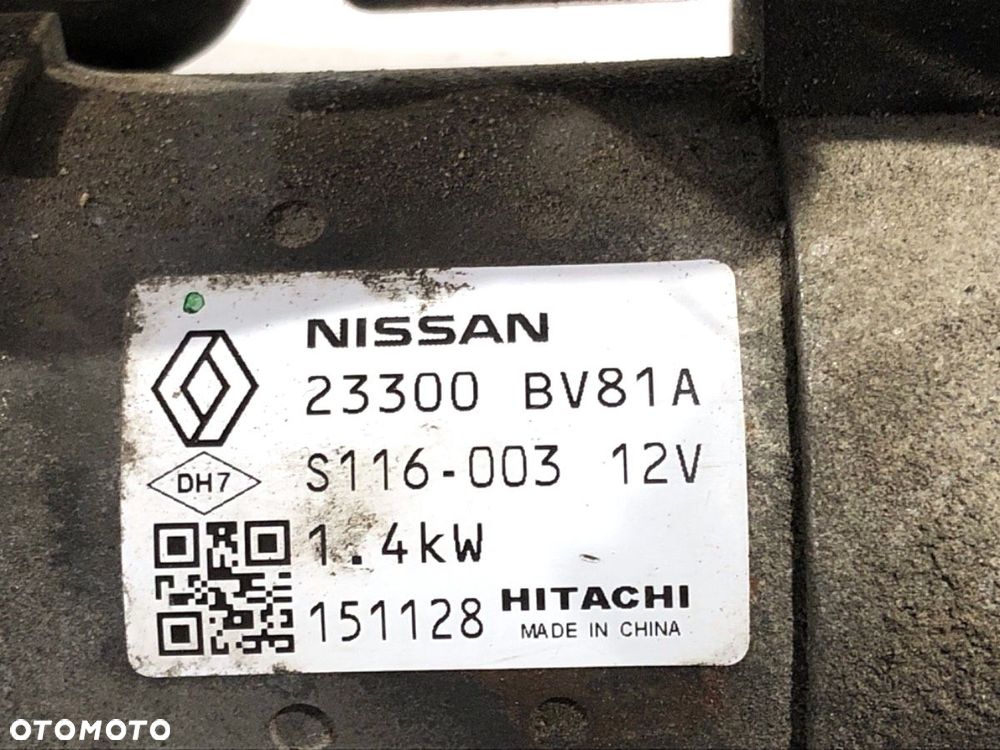 NISSAN
23300 BV81A
DH7
S116-003 12V
1.4kW
151128
HITACHI
MADE IN CHINA
OTOMOTO